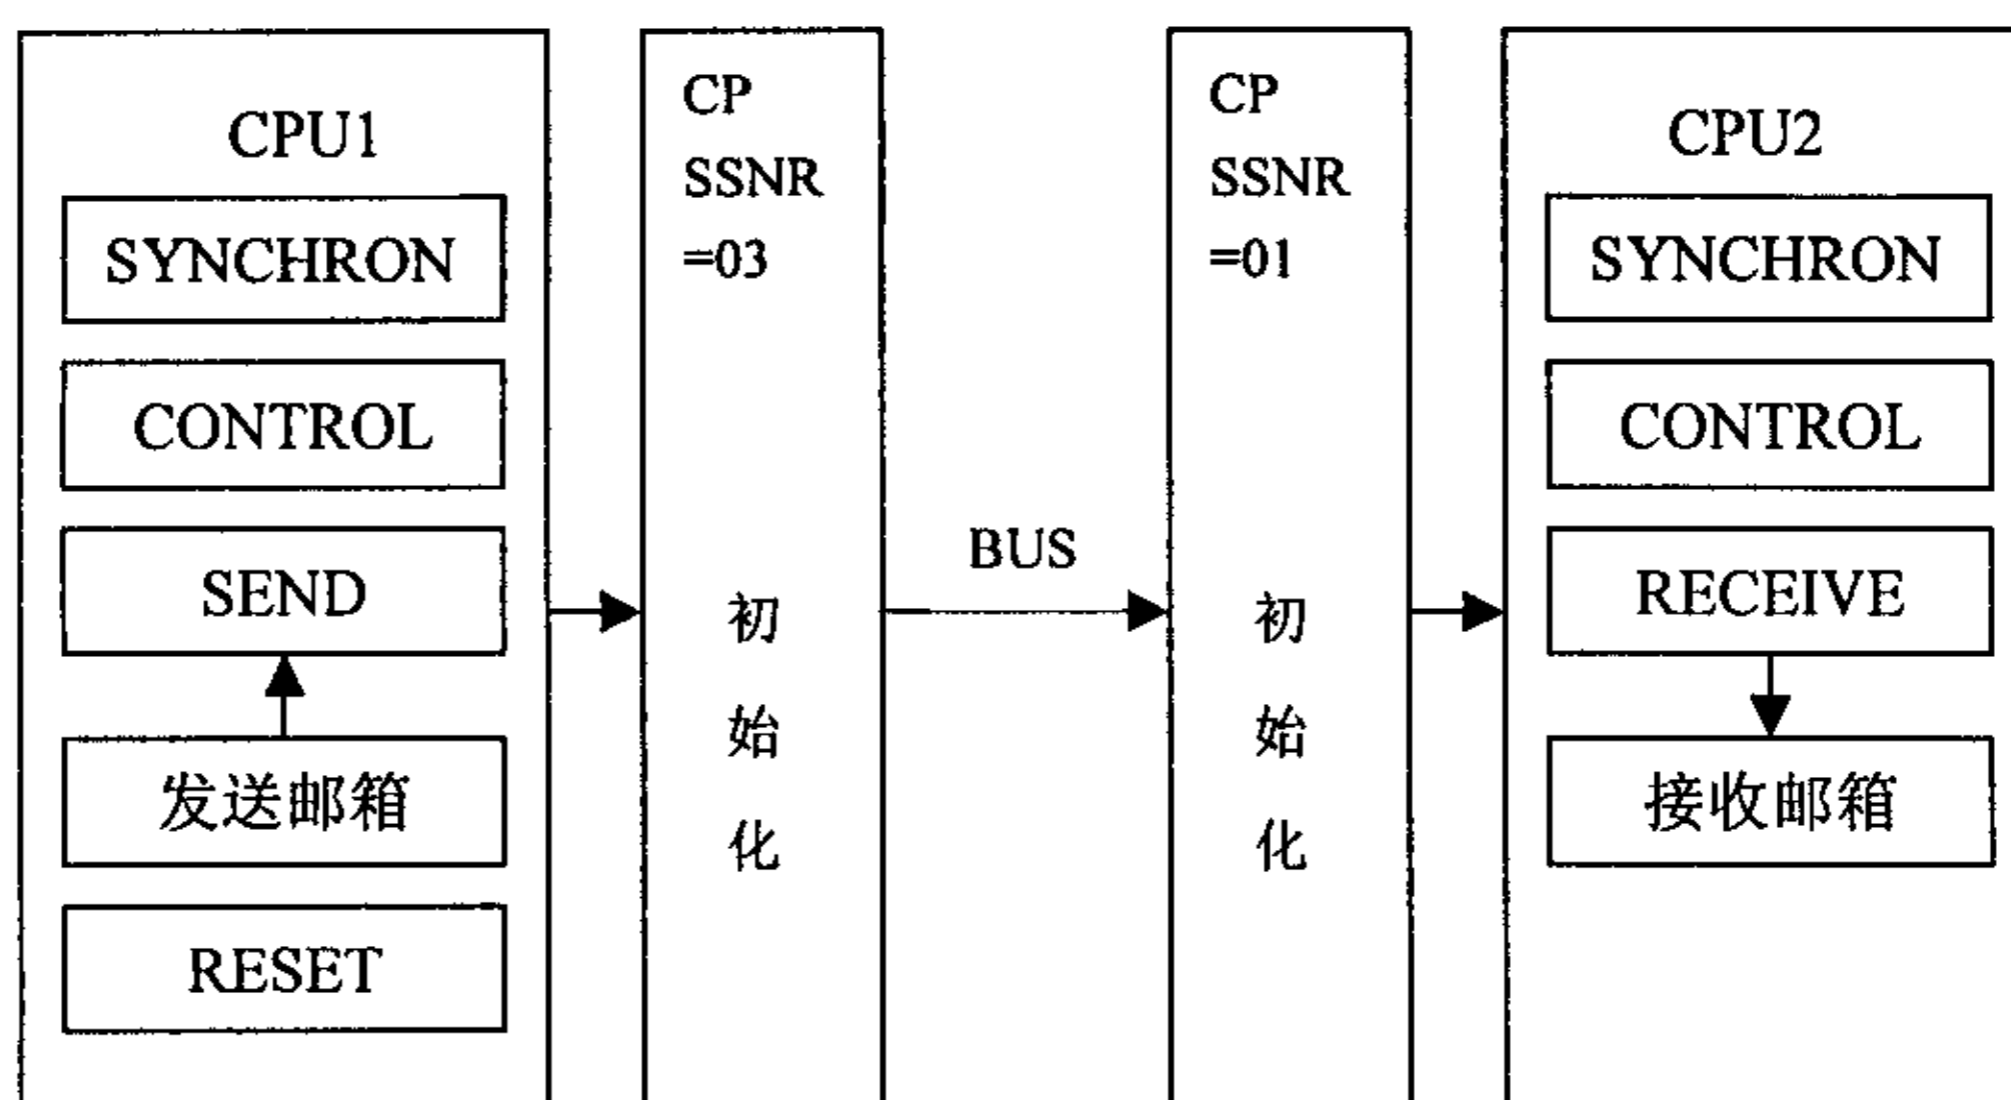 CPU1
SYNCHRON
CONTROL
SEND
发送邮箱
RESET
CP
SSNR
=03
初
始
化
BUS
CP
SSNR
=01
初
始
化
CPU2
SYNCHRON
CONTROL
RECEIVE
接收邮箱